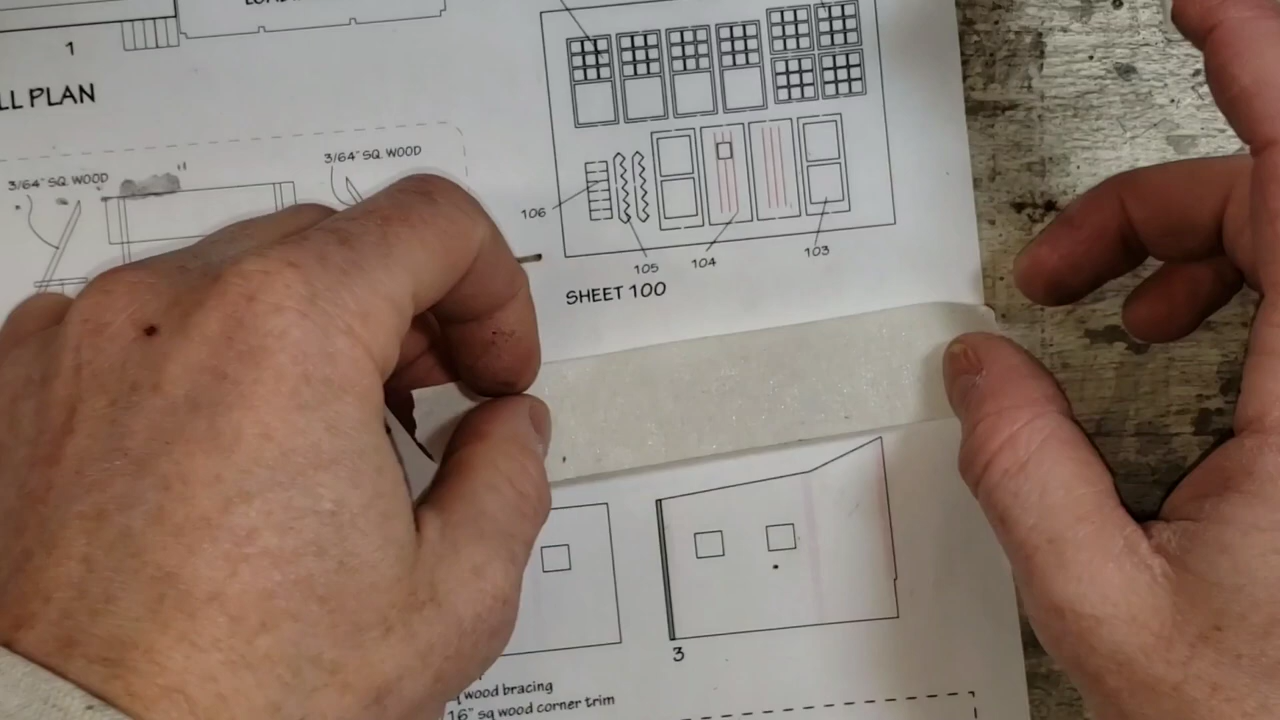 1
LL PLAN
3/64" SQ. WOOD
3/64" SQ. WOOD
106
105
104
103
SHEET 100
3
wood bracing
16" sq wood corner trim